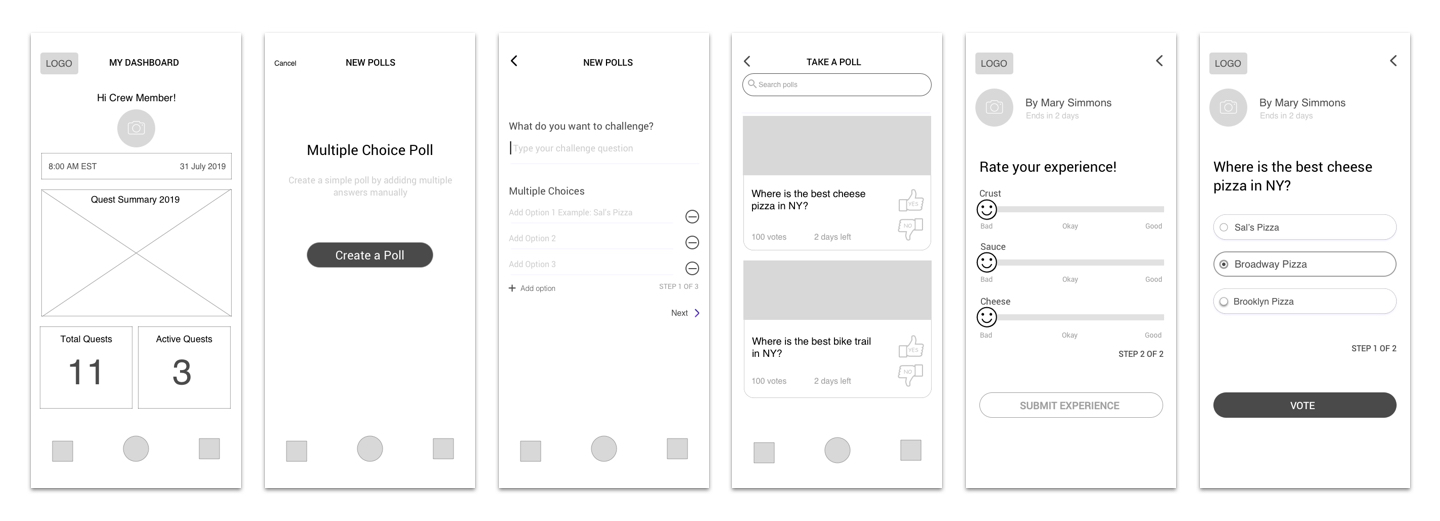 LOGO
MY DASHBOARD
Hi Crew Member!
8:00 AM EST
31 July 2019
Quest Summary 2019
Total Quests
11
Active Quests
3
Cancel
NEW POLLS
Multiple Choice Poll
Create a simple poll by addidng multiple
answers manually
Create a Poll
NEW POLLS
What do you want to challenge?
Type your challenge question
Multiple Choices
Add Option 1 Example: Sal's Pizza
Add Option 2
Add Option 3
Add option
STEP 1 OF 3
Next
TAKE A POLL
Search polls
Where is the best cheese
pizza in NY?
YES
NO
100 votes
2 days left
Where is the best bike trail
in NY?
YES
NO
100 votes
2 days left
LOGO
By Mary Simmons
Ends in 2 days
Rate your experience!
Crust
Bad
Okay
Good
Sauce
Bad
Okay
Good
Cheese
Bad
Okay
Good
STEP 2 OF 2
SUBMIT EXPERIENCE
LOGO
By Mary Simmons
Ends in 2 days
Where is the best cheese
pizza in NY?
Sal's Pizza
Broadway Pizza
Brooklyn Pizza
STEP 1 OF 2
VOTE